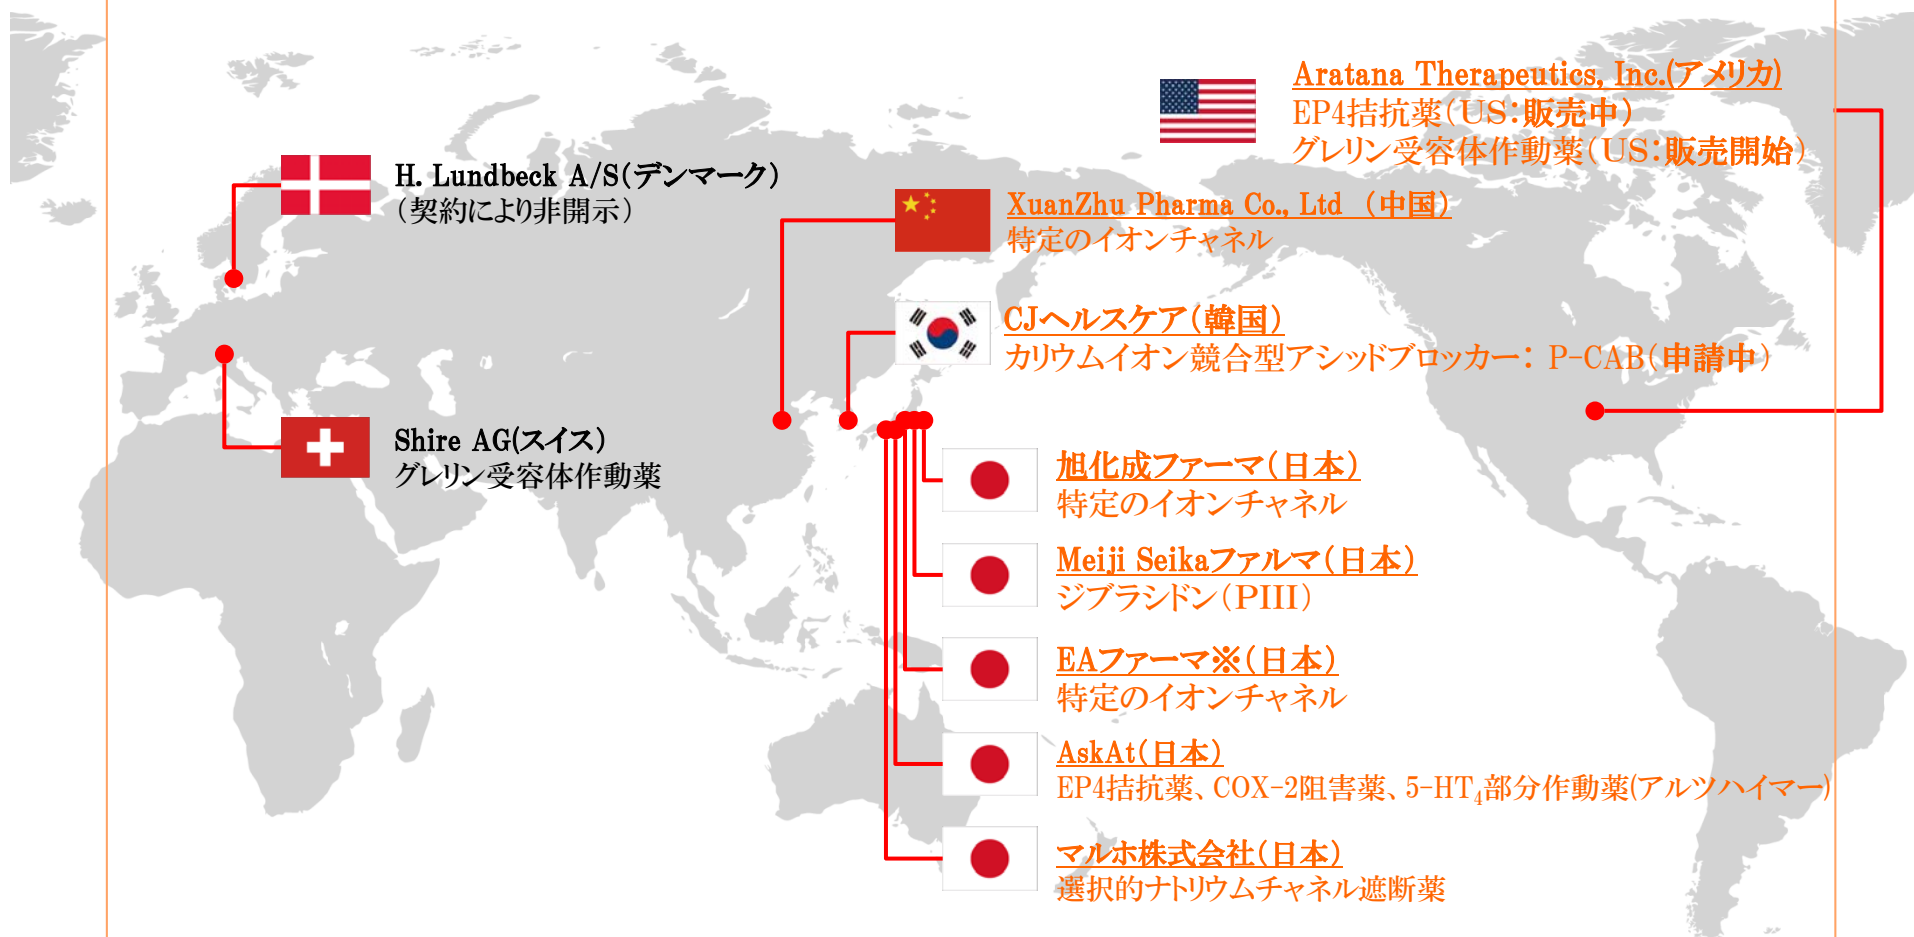 Aratana Therapeutics, Inc.(アメリカ)
EP4拮抗薬（US：販売中）
グレリン受容体作動薬（US：販売開始）
H. Lundbeck A/S（デンマーク）
（契約により非開示）
XuanZhu Pharma Co., Ltd （中国）
特定のイオンチャネル
CJヘルスケア（韓国）
カリウムイオン競合型アシッドブロッカー： P-CAB（申請中）
Shire AG(スイス）
グレリン受容体作動薬
旭化成ファーマ（日本）
特定のイオンチャネル
Meiji Seikaファルマ（日本）
ジプラシドン（PIII）
EAファーマ※（日本）
特定のイオンチャネル
AskAt（日本）
EP4拮抗薬、COX-2阻害薬、5-HT₄部分作動薬(アルツハイマー)
マルホ株式会社（日本）
選択的ナトリウムチャネル遮断薬